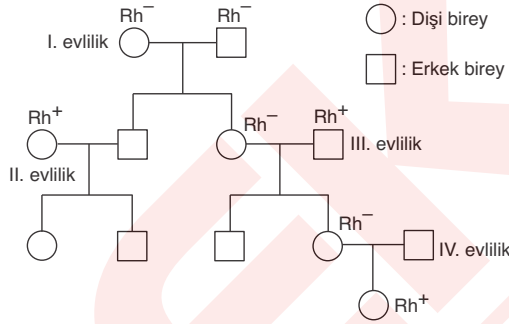 Rh⁻ Rh⁻
I. evlilik
: Dişi birey
: Erkek birey
Rh⁺
Rh⁻
Rh⁺
III. evlilik
II. evlilik
Rh⁻
IV. evlilik
Rh⁺